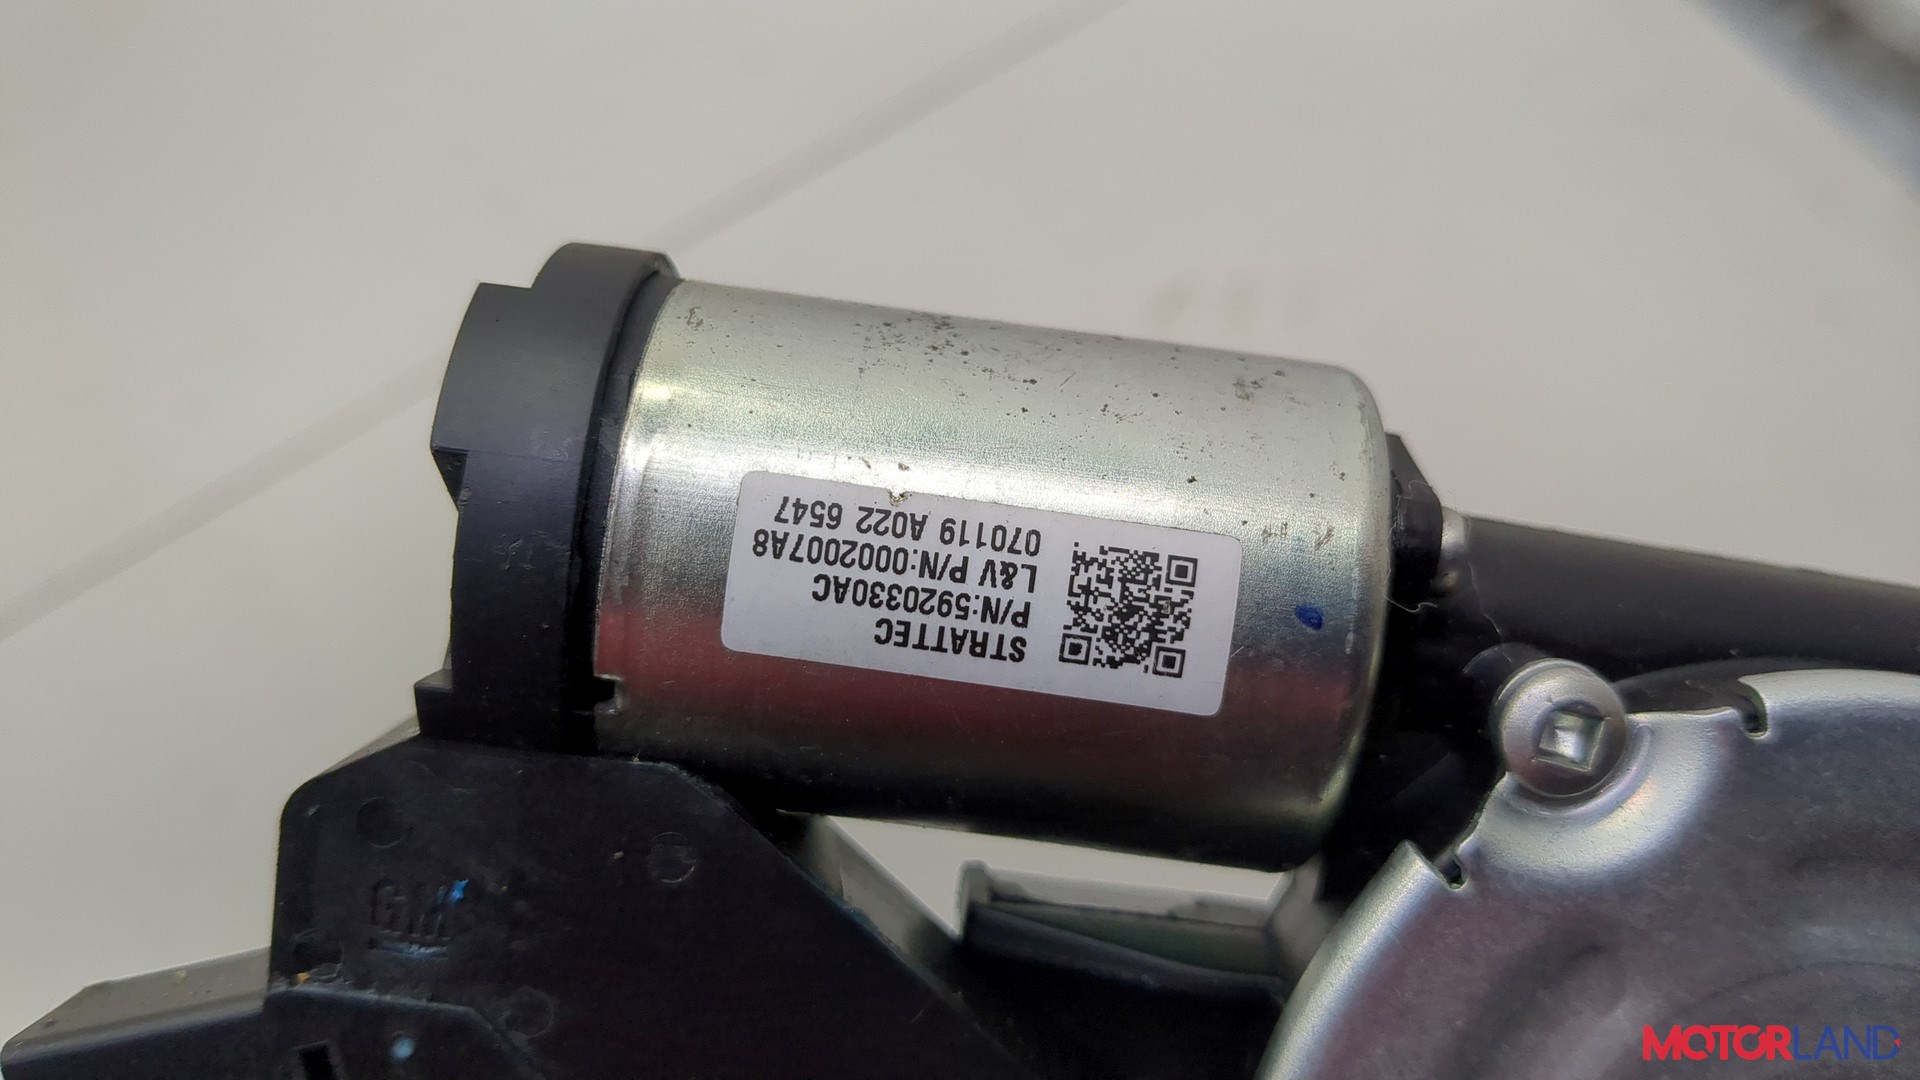 STRATTEC
P/N:5920330AC
L&V P/N:0002007A8
070119 A022 6547
GM
MOTORLAND